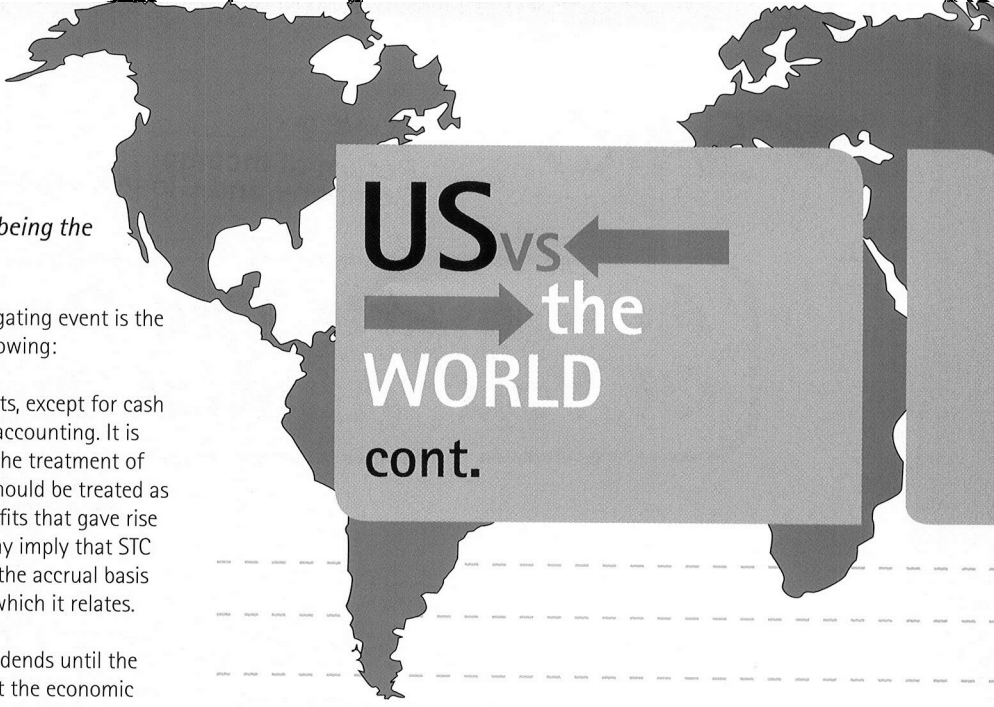 being the
gating event is the
owing:
ts, except for cash
accounting. It is
he treatment of
hould be treated as
fits that gave rise
ay imply that STC
the accrual basis
which it relates.
dends until the
t the economic
US vs
the
WORLD
cont.